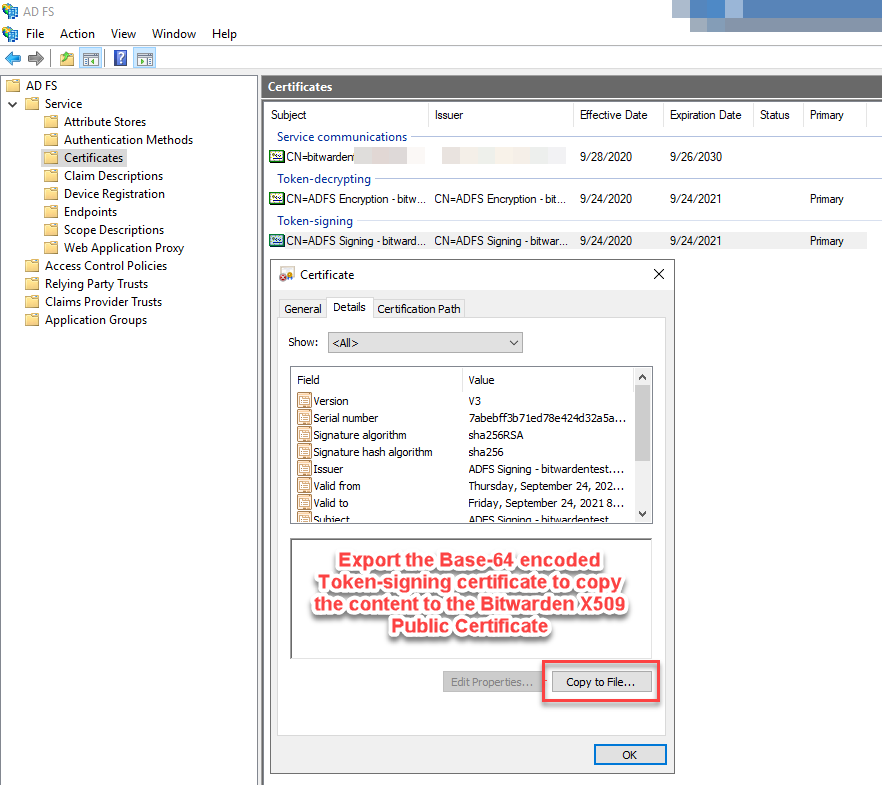 AD FS
File Action View Window Help
AD FS
Service
Attribute Stores
Authentication Methods
Certificates
Claim Descriptions
Device Registration
Endpoints
Scope Descriptions
Web Application Proxy
Access Control Policies
Relying Party Trusts
Claims Provider Trusts
Application Groups
Certificates
Subject Issuer Effective Date Expiration Date Status Primary
Service communications
CN=bitwarden 9/28/2020 9/26/2030
Token-decrypting
CN=ADFS Encryption - bitw... CN=ADFS Encryption - bit... 9/24/2020 9/24/2021 Primary
Token-signing
CN=ADFS Signing - bitward... CN=ADFS Signing - bitwar... 9/24/2020 9/24/2021 Primary
Certificate
General Details Certification Path
Show: <All>
Field Value
Version V3
Serial number 7abebff3b71ed78e424d32a5a...
Signature algorithm sha256RSA
Signature hash algorithm sha256
Issuer ADFS Signing - bitwardentest....
Valid from Thursday, September 24, 202...
Valid to Friday, September 24, 2021 8...
Subject ADFS Signing - bitwardentest
Export the Base-64 encoded
Token-signing certificate to copy
the content to the Bitwarden X509
Public Certificate
Edit Properties... Copy to File...
OK